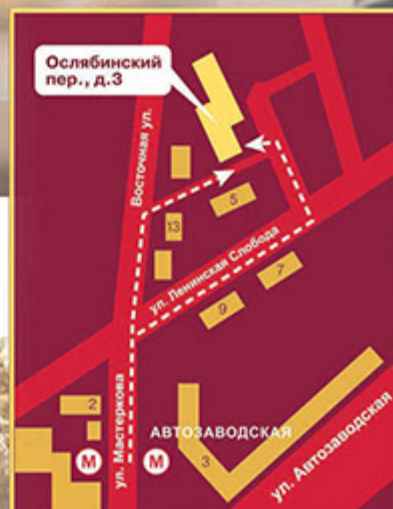 Ослябинский
пер., д.3
Восточная ул.
13
5
ул. Ленинская Слобода
7
9
2
ул. Мастеркова
АВТОЗАВОДСКАЯ
М
М
3
ул. Автозаводская